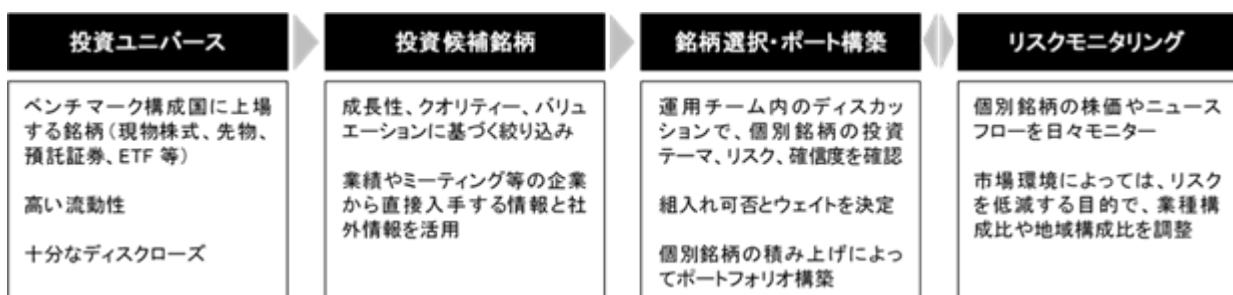 投資ユニバース
ベンチマーク構成国に上場
する銘柄(現物株式、先物、
預託証券、ETF 等)
高い流動性
十分なディスクローズ
投資候補銘柄
成長性、クオリティー、バリュ
エーションに基づく絞り込み
業績やミーティング等の企業
から直接入手する情報と社
外情報を活用
銘柄選択・ポート構築
運用チーム内のディスカッ
ションで、個別銘柄の投資
テーマ、リスク、確信度を確認
組入れ可否とウェイトを決定
個別銘柄の積み上げによっ
てポートフォリオ構築
リスクモニタリング
個別銘柄の株価やニュース
フローを日々モニター
市場環境によっては、リスク
を低減する目的で、業種構
成比や地域構成比を調整